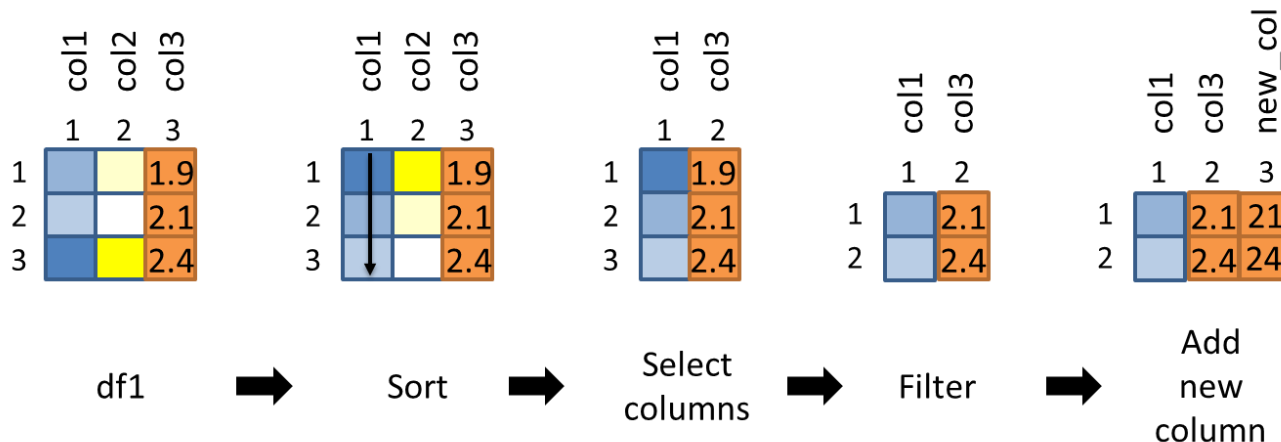 col1 col2 col3
1 2 3
1 1.9
2 2.1
3 2.4
df1
col1 col2 col3
1 2 3
1 1.9
2 2.1
3 2.4
Sort
col1 col3
1 2
1 1.9
2 2.1
3 2.4
Select
columns
col1 col3
1 2
1 2.1
2 2.4
Filter
col1 col3 new_col
1 2 3
1 2.1 21
2 2.4 24
Add
new
column